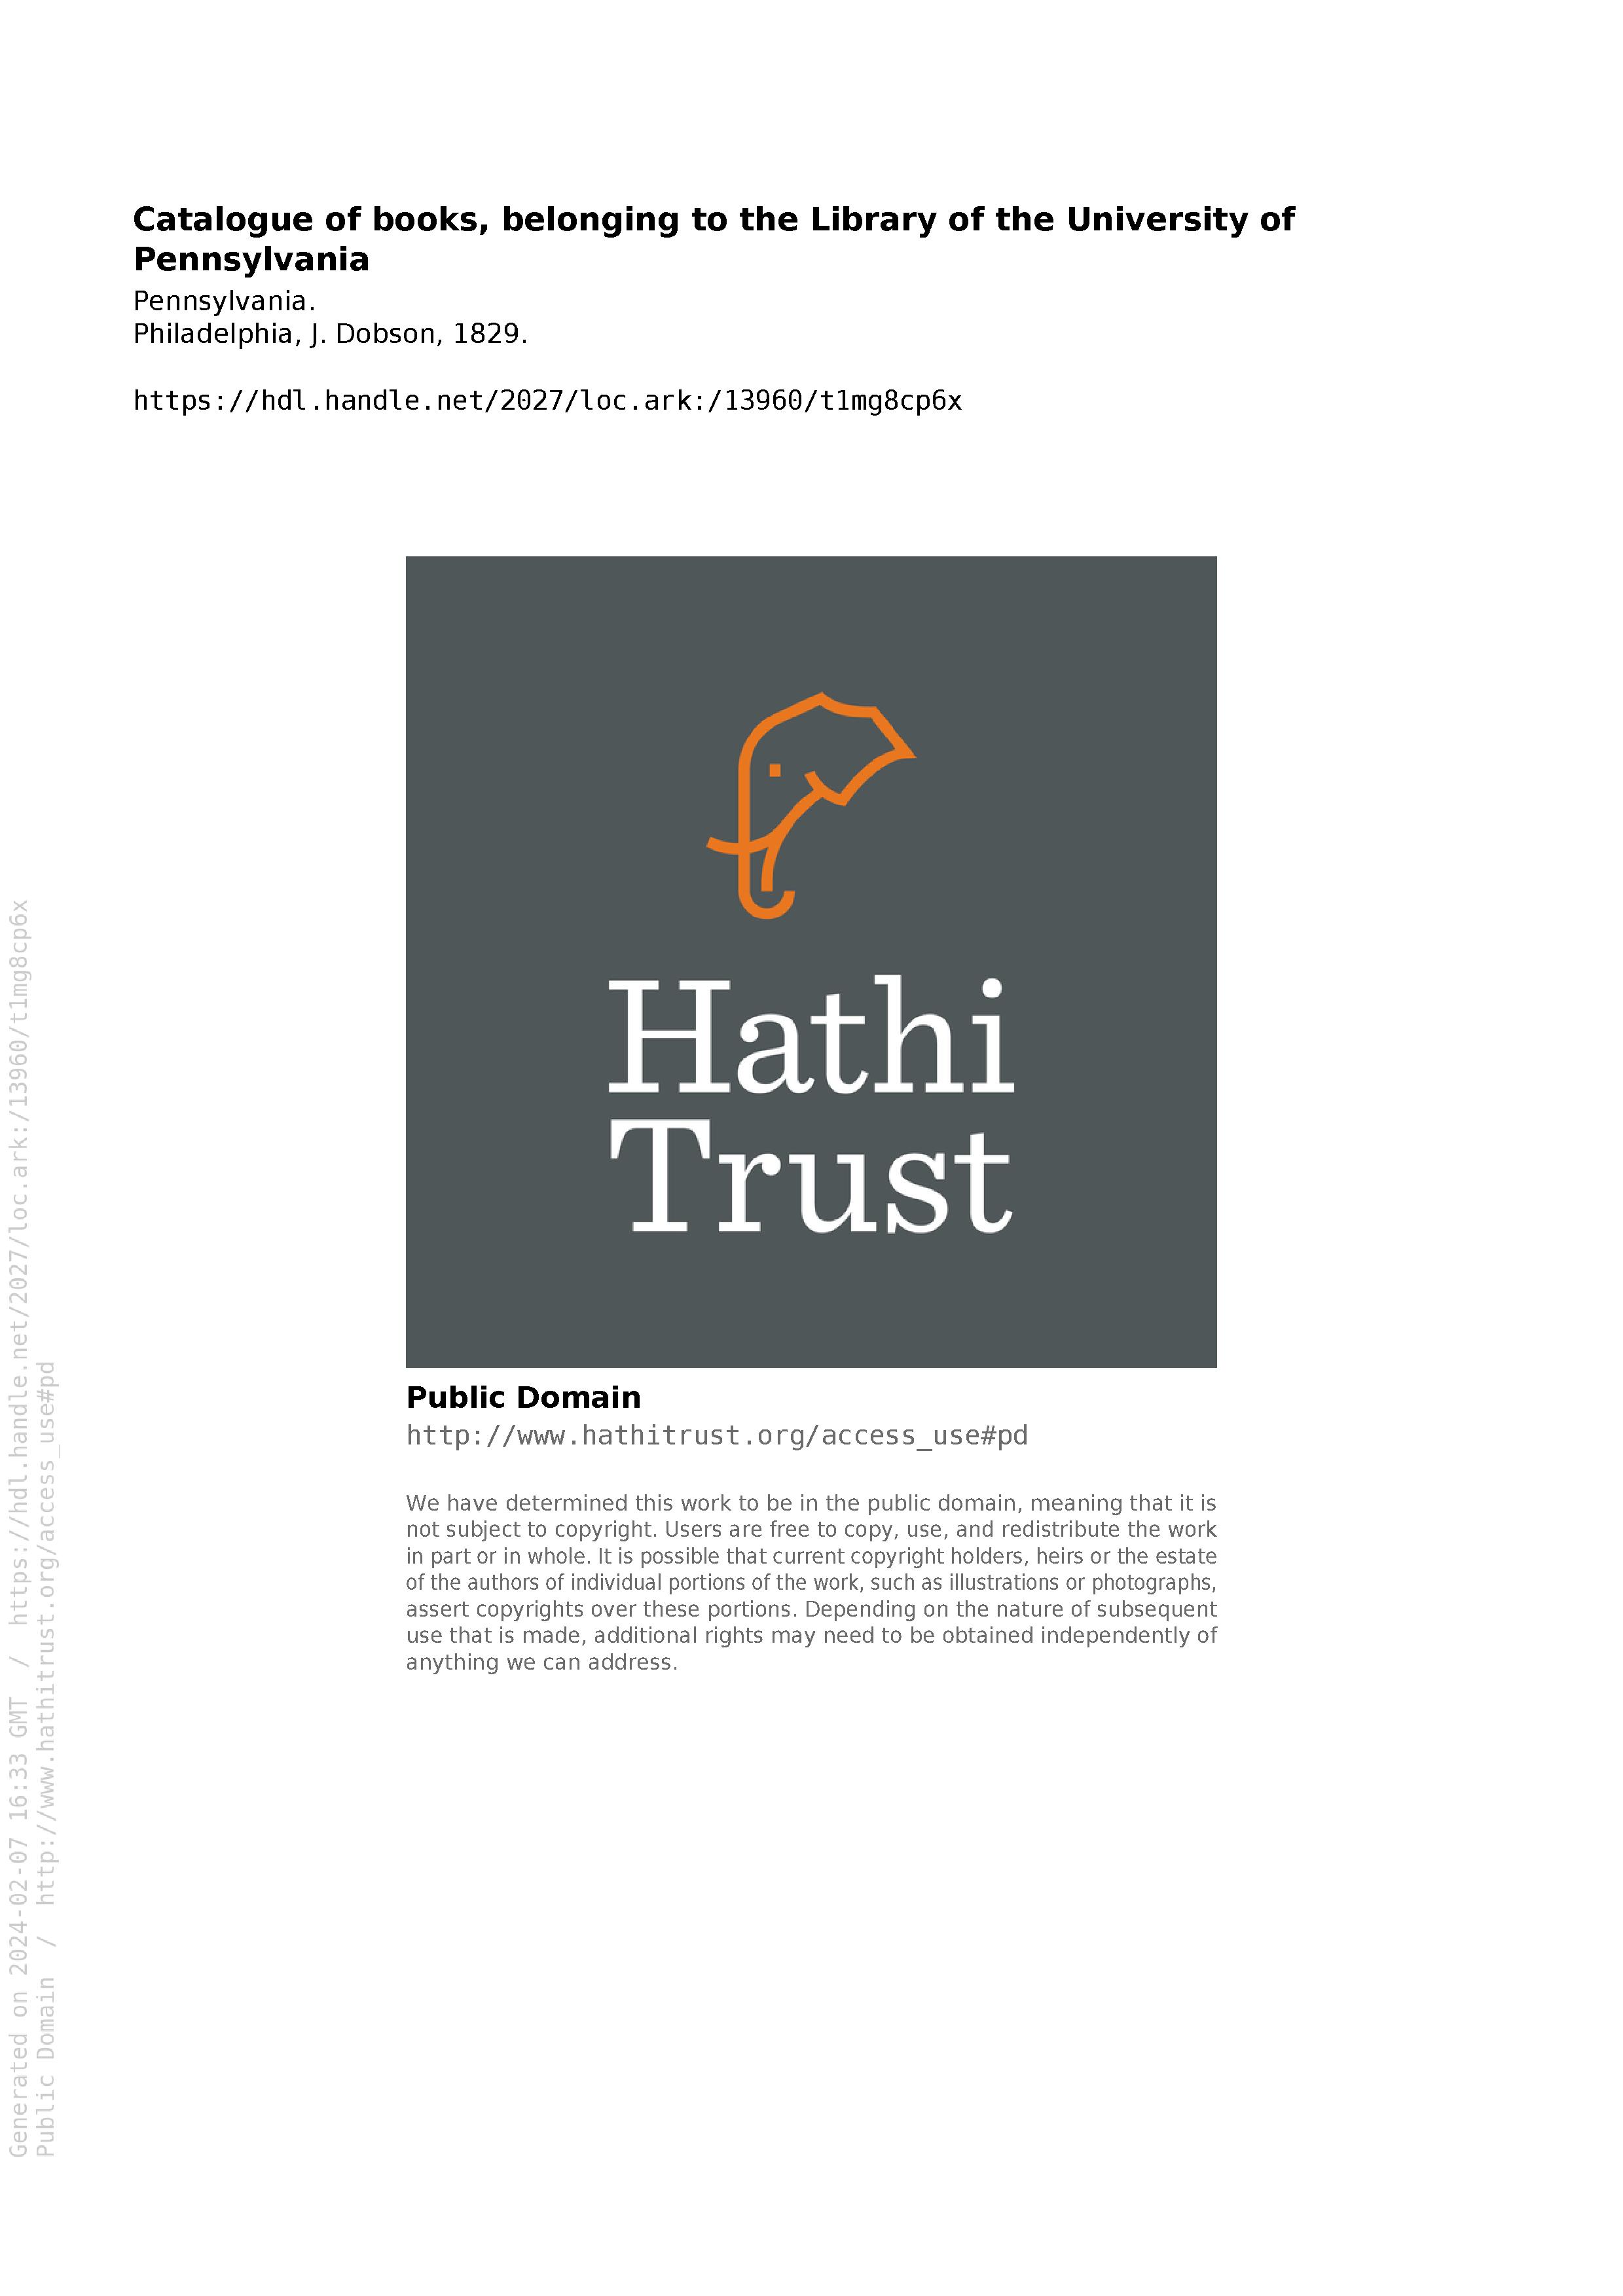 Catalogue of books, belonging to the Library of the University of
Pennsylvania
Pennsylvania.
Philadelphia, J. Dobson, 1829.
https://hdl.handle.net/2027/loc.ark:/13960/t1mg8cp6x
Hathi
Trust
Public Domain
http://www.hathitrust.org/access_use#pd
We have determined this work to be in the public domain, meaning that it is
not subject to copyright. Users are free to copy, use, and redistribute the work
in part or in whole. It is possible that current copyright holders, heirs or the estate
of the authors of individual portions of the work, such as illustrations or photographs,
assert copyrights over these portions. Depending on the nature of subsequent
use that is made, additional rights may need to be obtained independently of
anything we can address.
Generated on 2024-02-07 16:33 GMT / https://hdl.handle.net/2027/loc.ark:/13960/t1mg8cp6x
Public Domain / http://www.hathitrust.org/access_use#pd